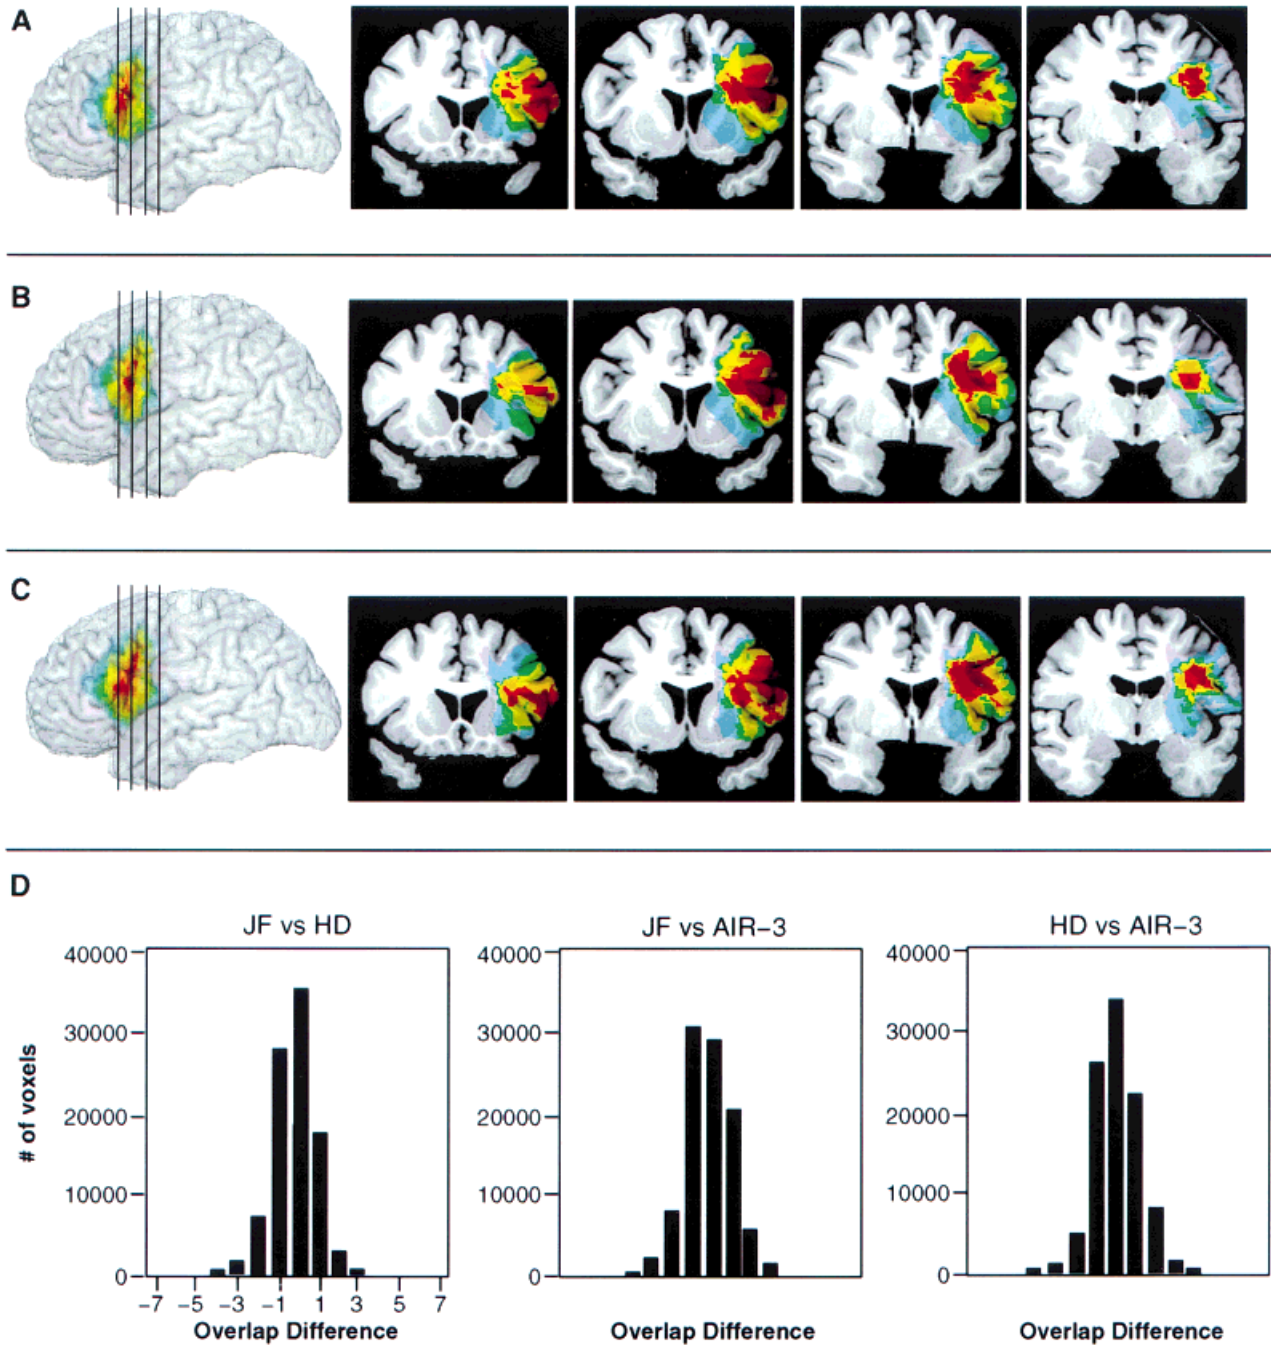 A
B
C
D
JF vs HD
JF vs AIR–3
HD vs AIR–3
# of voxels
40000
30000
20000
10000
0
–7 –5 –3 –1 1 3 5 7
Overlap Difference
40000
30000
20000
10000
0
Overlap Difference
40000
30000
20000
10000
0
Overlap Difference